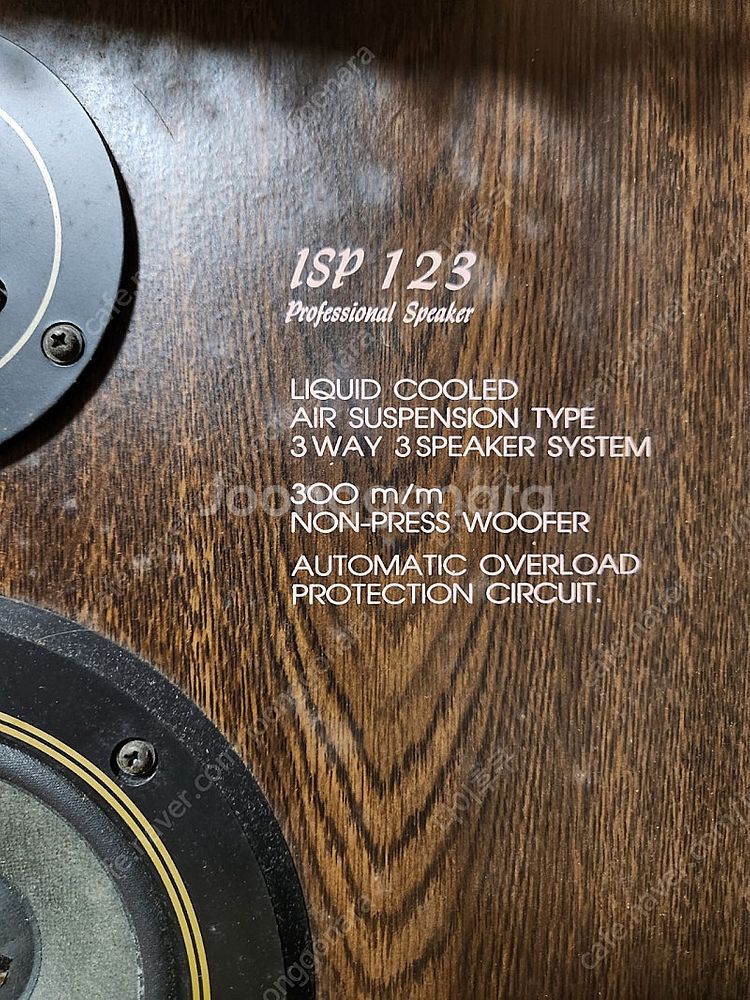 ISP 123
Professional Speaker
LIQUID COOLED
AIR SUSPENSION TYPE
3 WAY 3 SPEAKER SYSTEM
300 m/m
NON-PRESS WOOFER
AUTOMATIC OVERLOAD
PROTECTION CIRCUIT.
Joonggonara